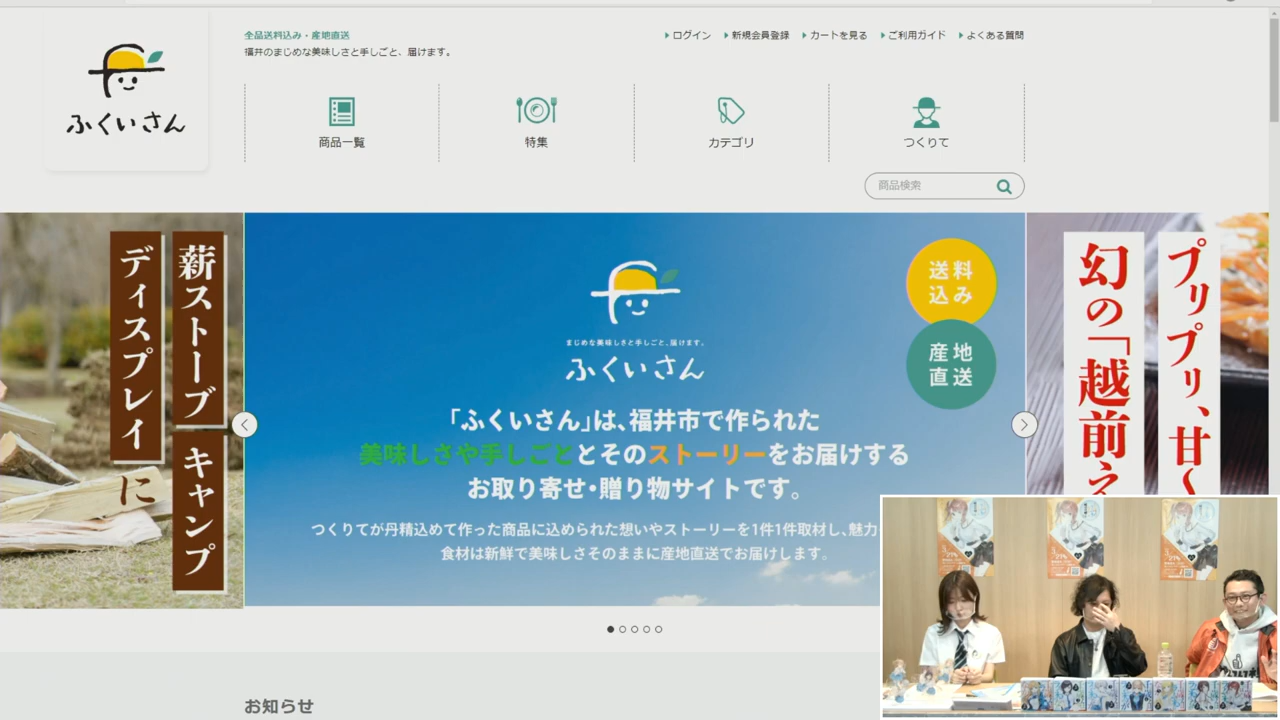 ふくいさん
全品送料込み・産地直送
福井のまじめな美味しさと手しごと、届けます。
ログイン
新規会員登録
カートを見る
ご利用ガイド
よくある質問
商品一覧
特集
カテゴリ
つくりて
商品検索
薪ストーブ キャンプ
ディスプレイに
送料
込み
産地
直送
まじめな美味しさと手しごと、届けます。
ふくいさん
「ふくいさん」は、福井市で作られた
美味しさや手しごととそのストーリーをお届けする
お取り寄せ・贈り物サイトです。
つくりてが丹精込めて作った商品に込められた想いやストーリーを1件1件取材し、魅力
食材は新鮮で美味しさそのままに産地直送でお届けします。
プリプリ、甘〜
幻の「越前え
お知らせ